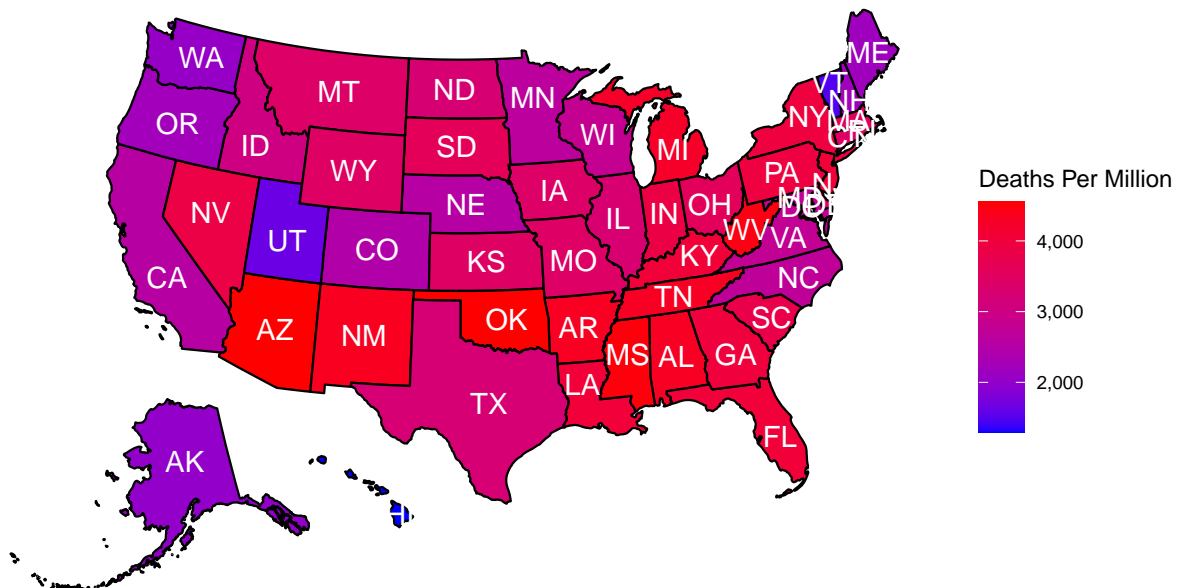 WA
ME
VT
MT
ND
MN
NH
OR
NY
WI
ID
SD
MI
WY
PA
IA
NE
OH
NV
IL
IN
WV
UT
CO
VA
KS
MO
KY
CA
NC
TN
OK
AR
SC
AZ
NM
MS
AL
GA
LA
TX
FL
AK
Deaths Per Million
4,000
3,000
2,000